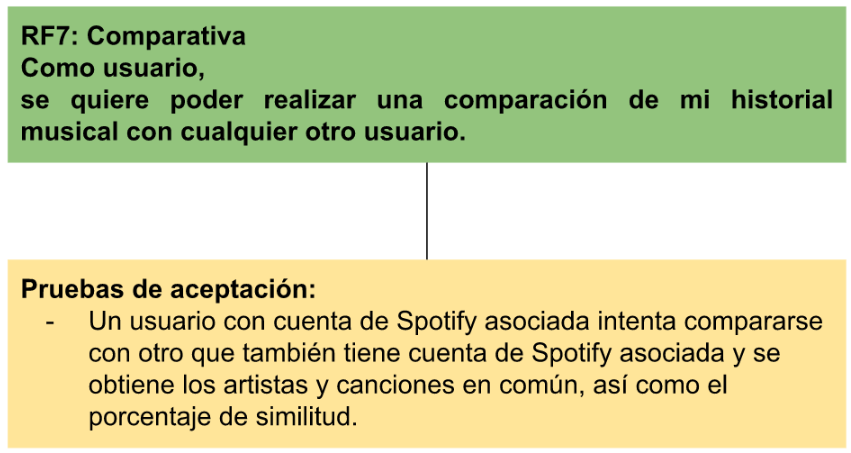 RF7: Comparativa
Como usuario,
se quiere poder realizar una comparación de mi historial
musical con cualquier otro usuario.
Pruebas de aceptación:
- Un usuario con cuenta de Spotify asociada intenta compararse
con otro que también tiene cuenta de Spotify asociada y se
obtiene los artistas y canciones en común, así como el
porcentaje de similitud.